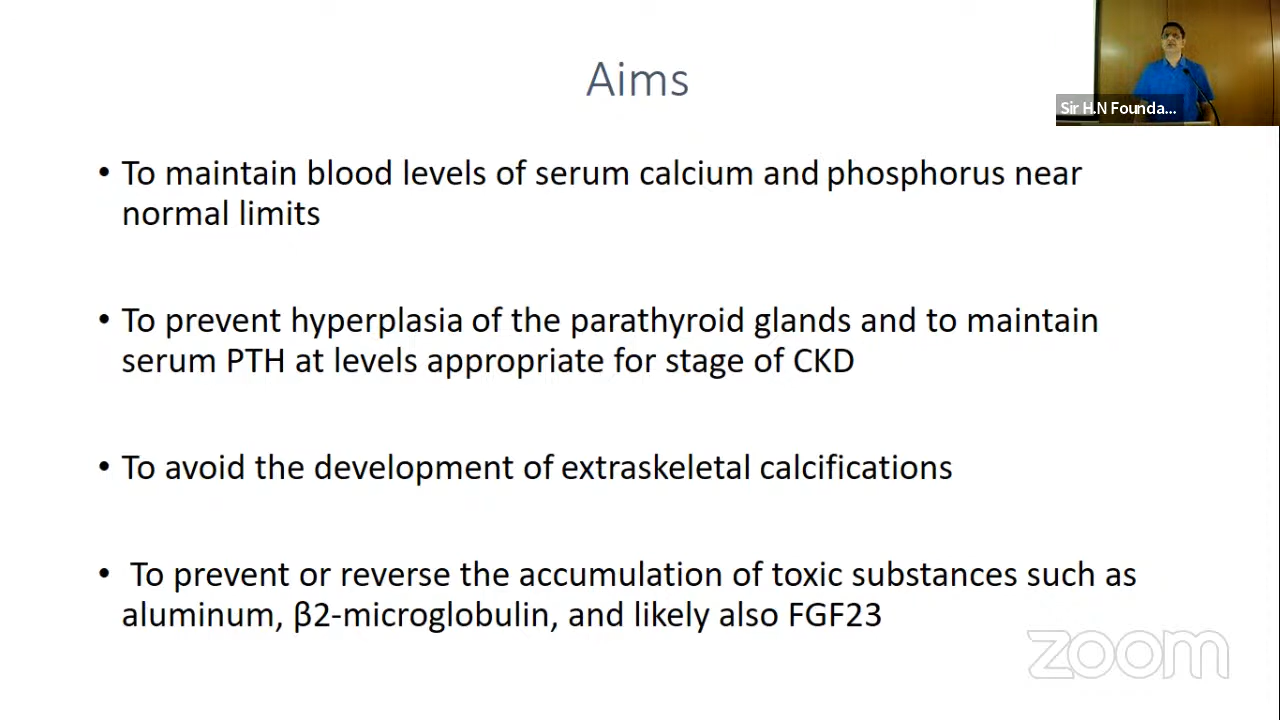 Aims
Sir H.N Founda...
• To maintain blood levels of serum calcium and phosphorus near
normal limits
• To prevent hyperplasia of the parathyroid glands and to maintain
serum PTH at levels appropriate for stage of CKD
• To avoid the development of extraskeletal calcifications
• To prevent or reverse the accumulation of toxic substances such as
aluminum, β2-microglobulin, and likely also FGF23
zoom